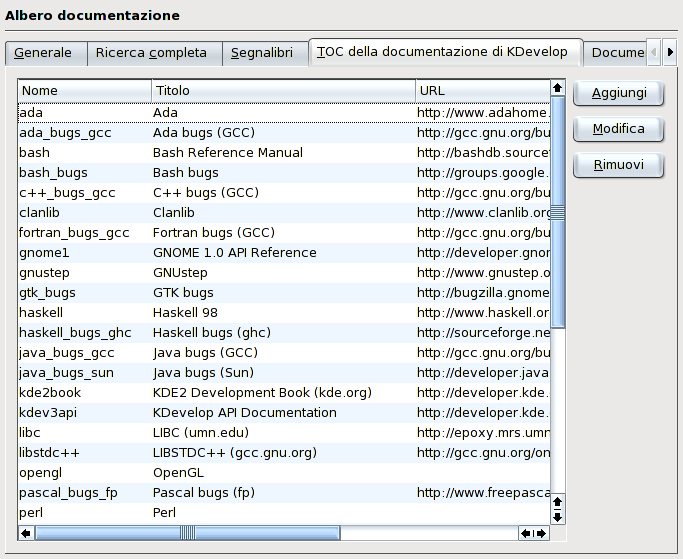 Albero documentazione
Generale Ricerca completa Segnalibri TOC della documentazione di KDevelop Docume
Nome Titolo URL
ada Ada http://www.adahome.
ada_bugs_gcc Ada bugs (GCC) http://gcc.gnu.org/bu
bash Bash Reference Manual http://bashdb.sourcef
bash_bugs Bash bugs http://groups.google.
c++_bugs_gcc C++ bugs (GCC) http://gcc.gnu.org/bu
clanlib Clanlib http://www.clanlib.org
fortran_bugs_gcc Fortran bugs (GCC) http://gcc.gnu.org/bu
gnome1 GNOME 1.0 API Reference http://developer.gnor
gnustep GNUstep http://www.gnustep.o
gtk_bugs GTK bugs http://bugzilla.gnome
haskell Haskell 98 http://www.haskell.or
haskell_bugs_ghc Haskell bugs (ghc) http://sourceforge.ne
java_bugs_gcc Java bugs (GCC) http://gcc.gnu.org/bu
java_bugs_sun Java bugs (Sun) http://developer.java
kde2book KDE2 Development Book (kde.org) http://developer.kde.
kdev3api KDevelop API Documentation http://developer.kde.
libc LIBC (umn.edu) http://epoxy.mrs.umn
libstdc++ LIBSTDC++ (gcc.gnu.org) http://gcc.gnu.org/on
opengl OpenGL
pascal_bugs_fp Pascal bugs (fp) http://www.freepasca
perl Perl
Aggiungi
Modifica
Rimuovi